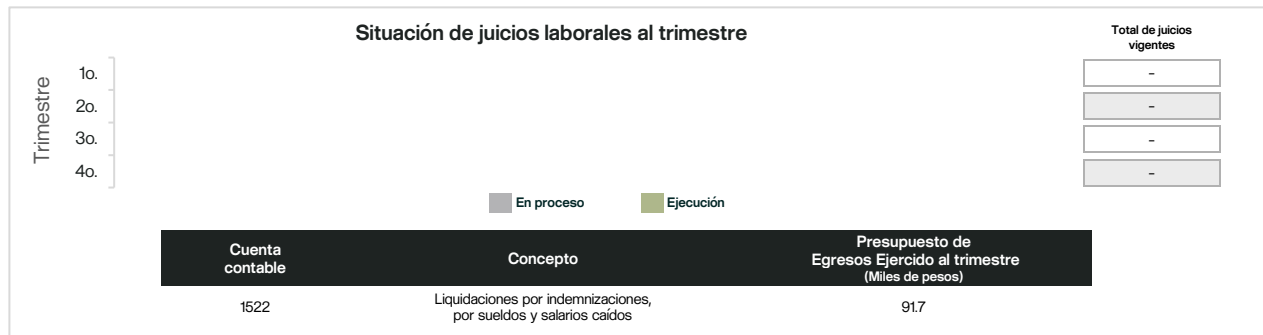 Situación de juicios laborales al trimestre
Total de juicios
vigentes
Trimestre
1o.
-
2o.
-
3o.
-
4o.
-
En proceso
Ejecución
Cuenta
contable
Concepto
Presupuesto de
Egresos Ejercido al trimestre
(Miles de pesos)
1522
Liquidaciones por indemnizaciones,
por sueldos y salarios caídos
91.7